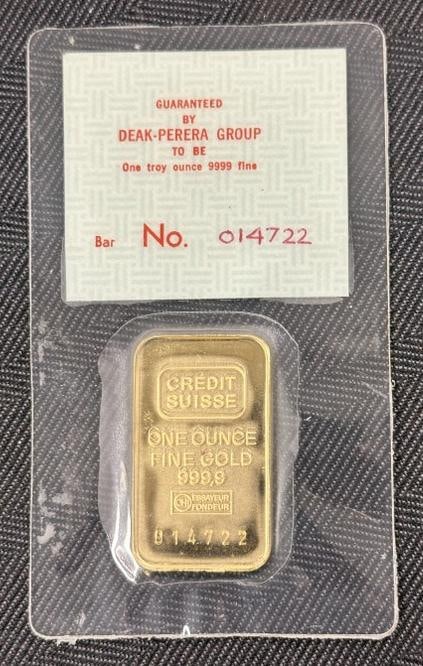 GUARANTEED
BY
DEAK-PERERA GROUP
TO BE
One troy ounce 9999 fine
Bar No. 014722
CREDIT
SUISSE
ONE OUNCE
FINE GOLD
999,9
ESSAYEUR
FONDEUR
014722